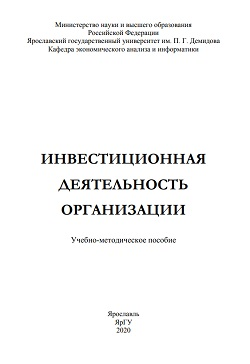 Министерство науки и высшего образования
Российской Федерации
Ярославский государственный университет им. П. Г. Демидова
Кафедра экономического анализа и информатики
ИНВЕСТИЦИОННАЯ
ДЕЯТЕЛЬНОСТЬ
ОРГАНИЗАЦИИ
Учебно-методическое пособие
Ярославль
ЯрГУ
2020